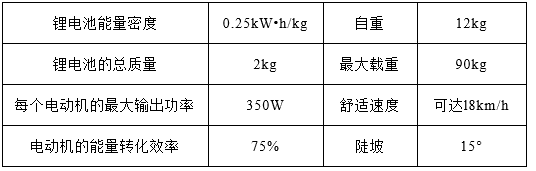 锂电池能量密度 0.25kW•h/kg 自重 12kg
锂电池的总质量 2kg 最大载重 90kg
每个电动机的最大输出功率 350W 舒适速度 可达18km/h
电动机的能量转化效率 75% 陡坡 15°